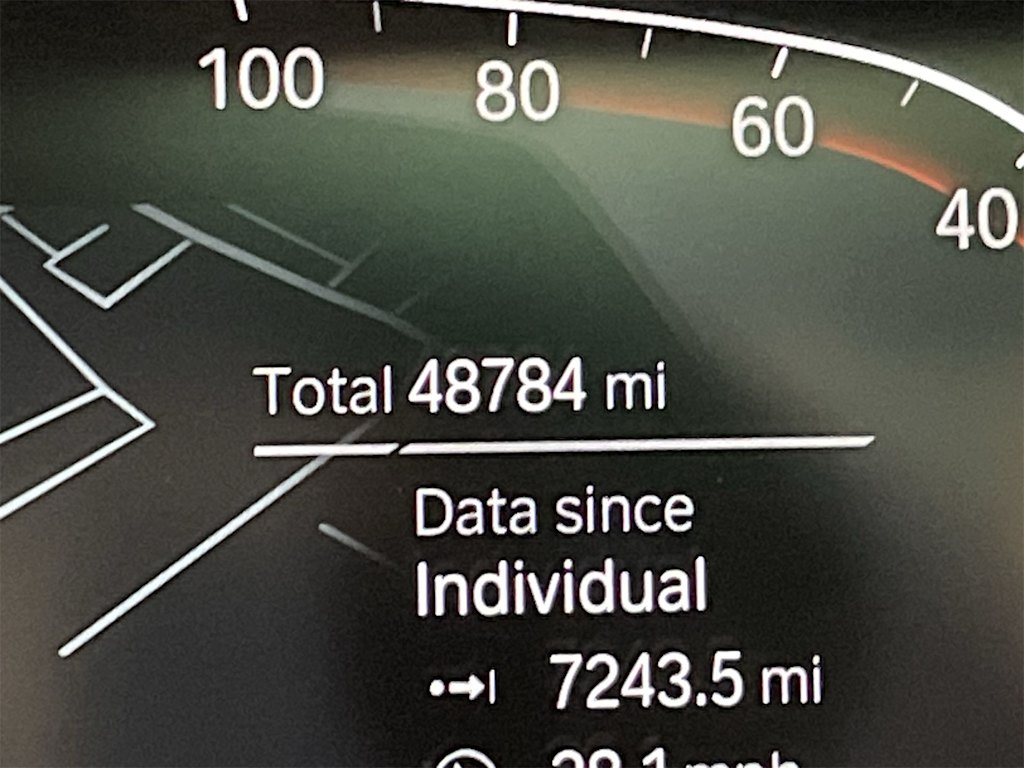 100 80 60 40
Total 48784 mi
Data since
Individual
7243.5 mi